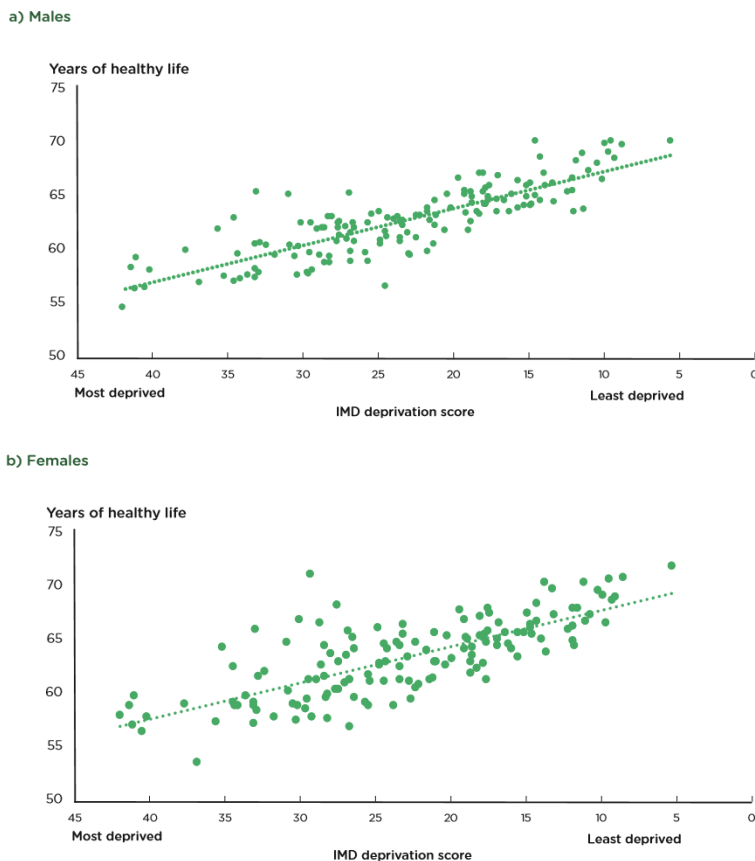 a) Males
Years of healthy life
75
70
65
60
55
50
45 40 35 30 25 20 15 10 5 0
Most deprived Least deprived
IMD deprivation score
b) Females
Years of healthy life
75
70
65
60
55
50
45 40 35 30 25 20 15 10 5 0
Most deprived Least deprived
IMD deprivation score